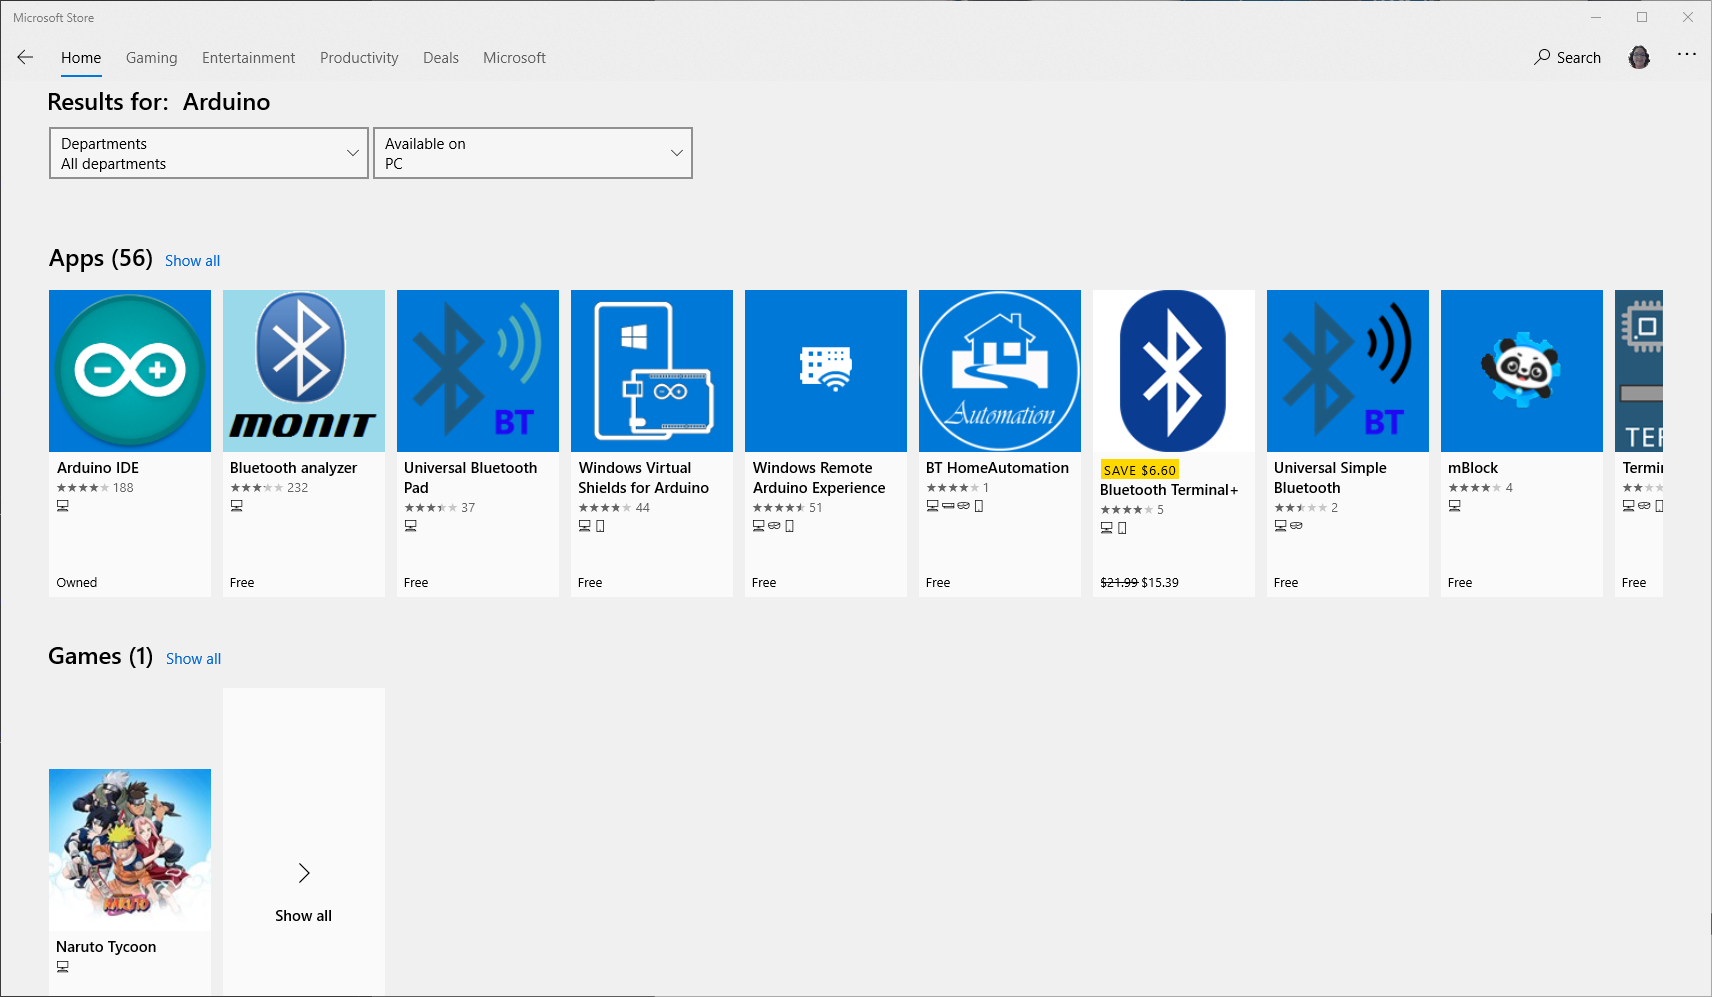 Microsoft Store
Home Gaming Entertainment Productivity Deals Microsoft Search
Results for: Arduino
Departments
All departments
Available on
PC
Apps (56) Show all
MONIT
BT
Automation
BT
Arduino IDE
188
Owned
Bluetooth analyzer
232
Free
Universal Bluetooth
Pad
37
Free
Windows Virtual
Shields for Arduino
44
Free
Windows Remote
Arduino Experience
51
Free
BT HomeAutomation
1
Free
SAVE $6.60
Bluetooth Terminal+
5
$21.99 $15.39
Universal Simple
Bluetooth
2
Free
mBlock
4
Free
Free
Games (1) Show all
NARUTO
Naruto Tycoon
Show all